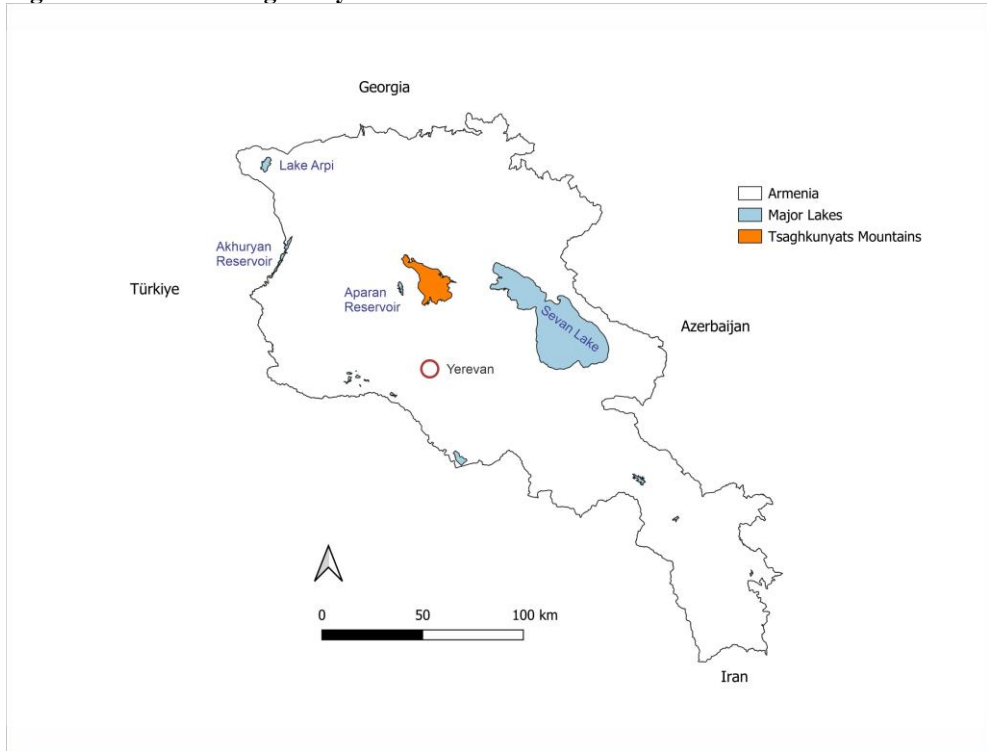 Georgia
Lake Arpi
Armenia
Major Lakes
Tsaghkunyats Mountains
Akhuryan
Reservoir
Türkiye
Aparan
Reservoir
Sevan Lake
Azerbaijan
Yerevan
0 50 100 km
Iran